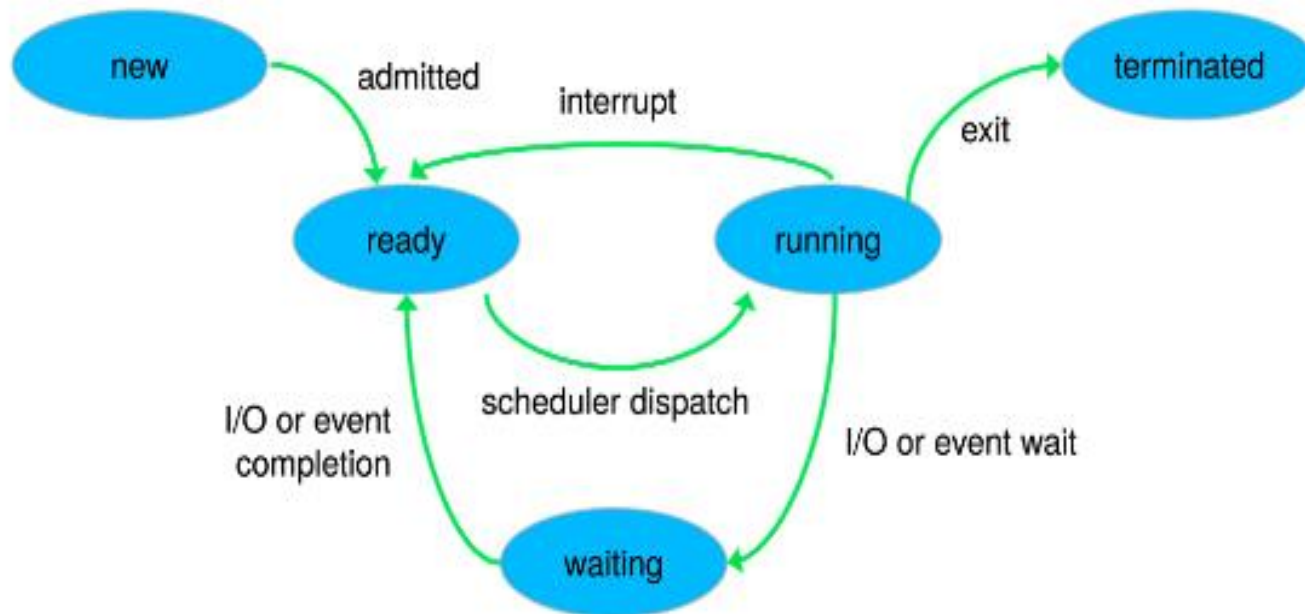 new
terminated
admitted
interrupt
exit
ready
running
scheduler dispatch
I/O or event
completion
I/O or event wait
waiting